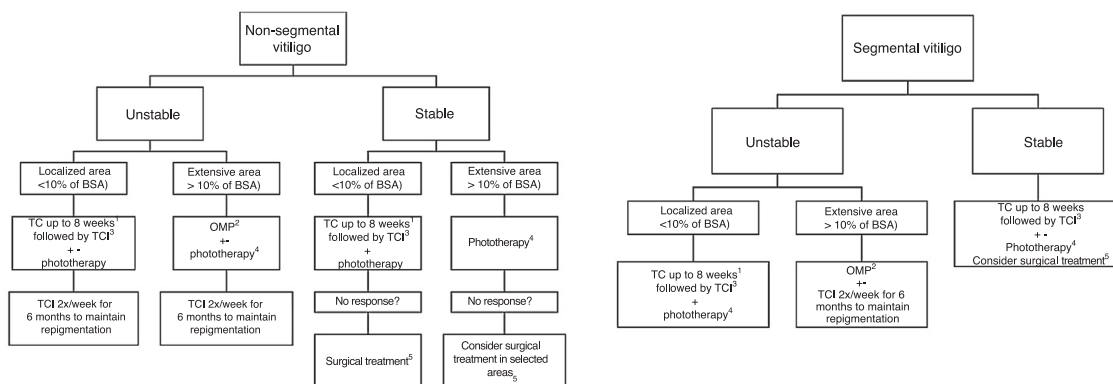 Non-segmental
vitiligo
Unstable
Stable
Localized area
<10% of BSA)
Extensive area
> 10% of BSA)
Localized area
<10% of BSA)
Extensive area
> 10% of BSA)
TC up to 8 weeks¹
followed by TCI³
+ -
phototherapy
OMP²
+-
phototherapy⁴
TC up to 8 weeks¹
followed by TCI³
+
phototherapy
Phototherapy⁴
TCI 2x/week for
6 months to maintain
repigmentation
TCI 2x/week for
6 months to maintain
repigmentation
No response?
No response?
Surgical treatment⁵
Consider surgical
treatment in selected
areas₅
Segmental vitiligo
Unstable
Stable
Localized area
<10% of BSA)
Extensive area
> 10% of BSA)
TC up to 8 weeks
followed by TCI³
+ -
Phototherapy⁴
Consider surgical treatment⁵
TC up to 8 weeks¹
followed by TCI³
+
phototherapy⁴
OMP²
+-
TCI 2x/week for 6
months to maintain
repigmentation